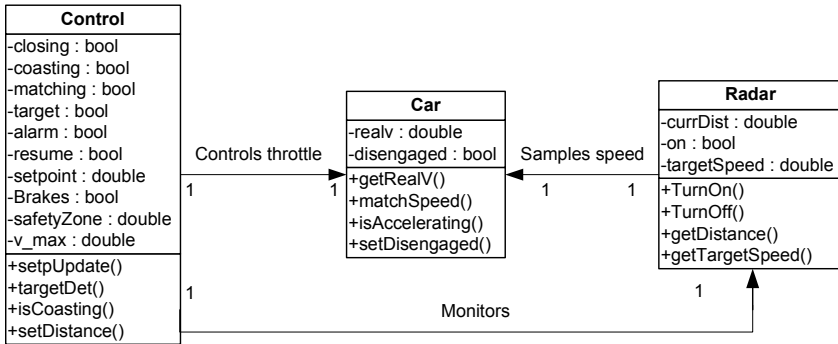 Control
-closing : bool
-coasting : bool
-matching : bool
-target : bool
-alarm : bool
-resume : bool
-setpoint : double
-Brakes : bool
-safetyZone : double
-v_max : double
+setpUpdate()
+targetDet()
+isCoasting()
+setDistance()
Controls throttle
1
1
Car
-realv : double
-disengaged : bool
+getRealV()
+matchSpeed()
+isAccelerating()
+setDisengaged()
Samples speed
1
1
Radar
-currDist : double
-on : bool
-targetSpeed : double
+TurnOn()
+TurnOff()
+getDistance()
+getTargetSpeed()
1
Monitors
1